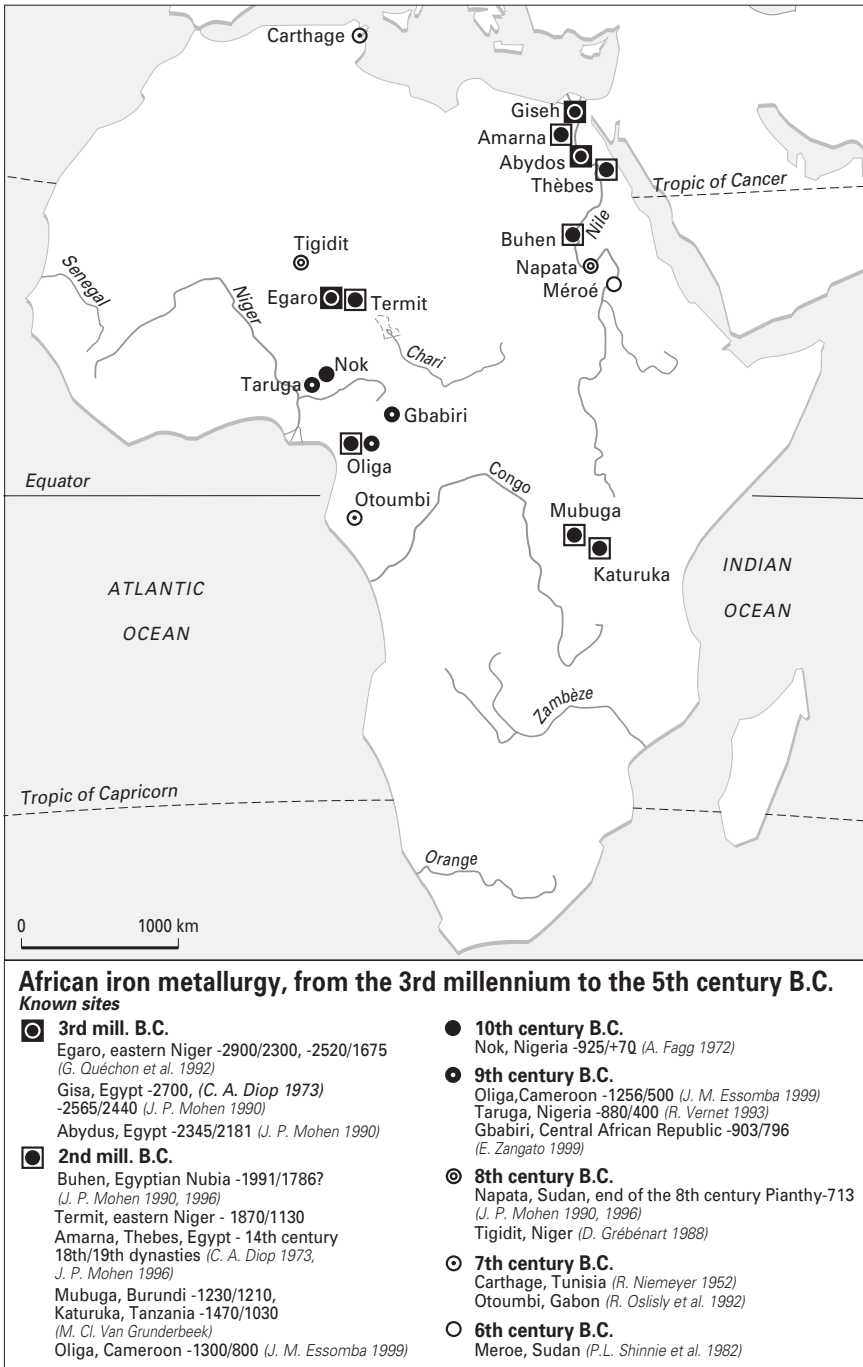 Carthage
Giseh
Amarna
Abydos
Thèbes
Tropic of Cancer
Buhen
Nile
Tigidit
Napata
Senegal
Méroé
Egaro
Termit
Niger
Chari
Nok
Taruga
Gbabiri
Oliga
Equator
Congo
Otoumbi
Mubuga
Katuruka
INDIAN
OCEAN
ATLANTIC
OCEAN
Zambèze
Tropic of Capricorn
Orange
0 1000 km
African iron metallurgy, from the 3rd millennium to the 5th century B.C.
Known sites
3rd mill. B.C.
Egaro, eastern Niger -2900/2300, -2520/1675
(G. Quéchon et al. 1992)
Gisa, Egypt -2700, (C. A. Diop 1973)
-2565/2440 (J. P. Mohen 1990)
Abydus, Egypt -2345/2181 (J. P. Mohen 1990)
2nd mill. B.C.
Buhen, Egyptian Nubia -1991/1786?
(J. P. Mohen 1990, 1996)
Termit, eastern Niger - 1870/1130
Amarna, Thebes, Egypt - 14th century
18th/19th dynasties (C. A. Diop 1973,
J. P. Mohen 1996)
Mubuga, Burundi -1230/1210,
Katuruka, Tanzania -1470/1030
(M. Cl. Van Grunderbeek)
Oliga, Cameroon -1300/800 (J. M. Essomba 1999)
10th century B.C.
Nok, Nigeria -925/+70 (A. Fagg 1972)
9th century B.C.
Oliga,Cameroon -1256/500 (J. M. Essomba 1999)
Taruga, Nigeria -880/400 (R. Vernet 1993)
Gbabiri, Central African Republic -903/796
(E. Zangato 1999)
8th century B.C.
Napata, Sudan, end of the 8th century Pianthy-713
(J. P. Mohen 1990, 1996)
Tigidit, Niger (D. Grébénart 1988)
7th century B.C.
Carthage, Tunisia (R. Niemeyer 1952)
Otoumbi, Gabon (R. Oslisly et al. 1992)
6th century B.C.
Meroe, Sudan (P.L. Shinnie et al. 1982)